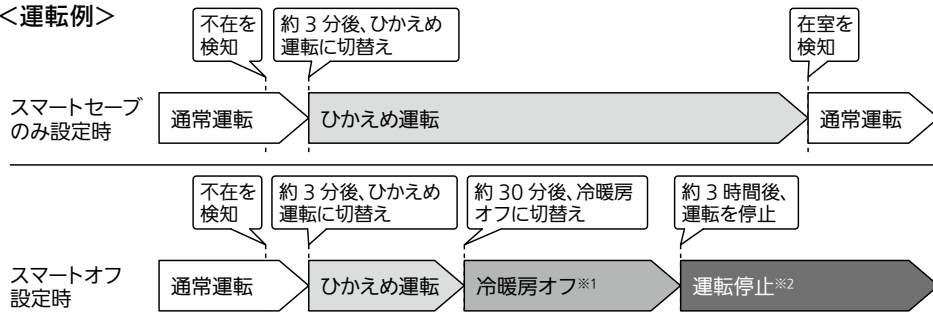 ＜運転例＞
不在を
検知
約 3 分後、ひかえめ
運転に切替え
在室を
検知
スマートセーブ
のみ設定時
通常運転
ひかえめ運転
通常運転
不在を
検知
約 3 分後、ひかえめ
運転に切替え
約 30 分後、冷暖房
オフに切替え
約 3 時間後、
運転を停止
スマートオフ
設定時
通常運転
ひかえめ運転
冷暖房オフ※1
運転停止※2